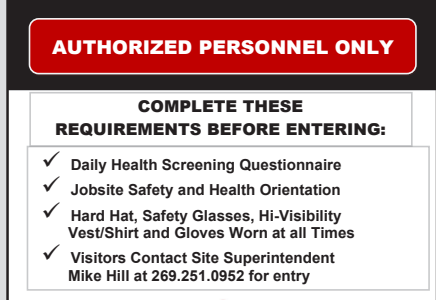 AUTHORIZED PERSONNEL ONLY
COMPLETE THESE
REQUIREMENTS BEFORE ENTERING:
✓ Daily Health Screening Questionnaire
✓ Jobsite Safety and Health Orientation
✓ Hard Hat, Safety Glasses, Hi-Visibility
Vest/Shirt and Gloves Worn at all Times
✓ Visitors Contact Site Superintendent
Mike Hill at 269.251.0952 for entry